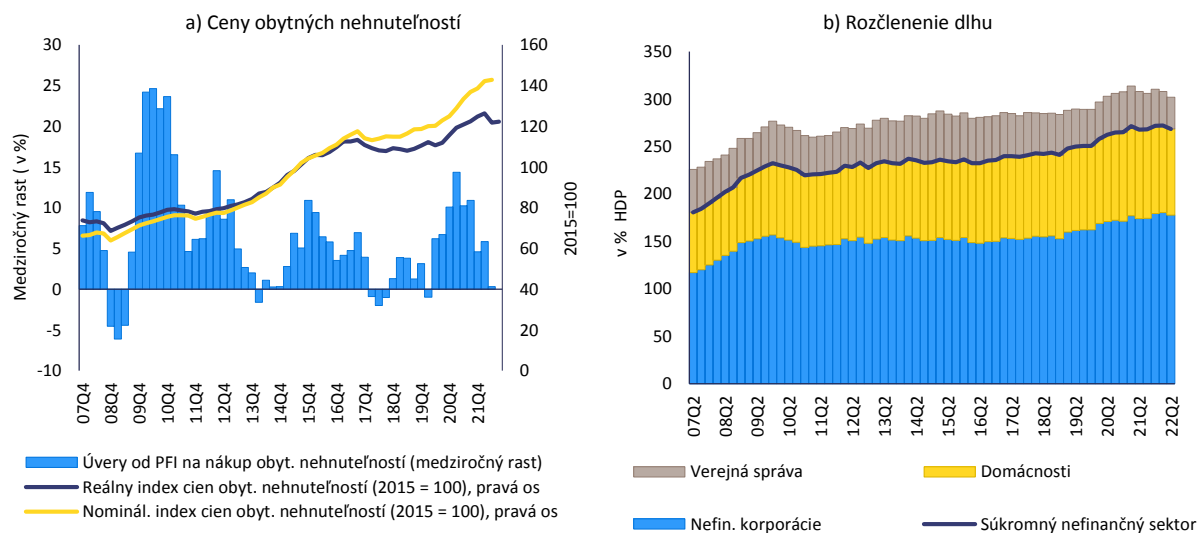 a) Ceny obytných nehnuteľností
30
25
20
15
10
5
0
-5
-10
Medziročný rast ( v %)
160
140
120
100
80
60
40
20
0
2015=100
07Q4
08Q4
09Q4
10Q4
11Q4
12Q4
13Q4
14Q4
15Q4
16Q4
17Q4
18Q4
19Q4
20Q4
21Q4
Úvery od PFI na nákup obyt. nehnuteľností (medziročný rast)
Reálny index cien obyt. nehnuteľností (2015 = 100), pravá os
Nominál. index cien obyt. nehnuteľností (2015 = 100), pravá os
b) Rozčlenenie dlhu
350
300
250
200
150
100
50
0
v % HDP
07Q2
08Q2
09Q2
10Q2
11Q2
12Q2
13Q2
14Q2
15Q2
16Q2
17Q2
18Q2
19Q2
20Q2
21Q2
22Q2
Verejná správa
Domácnosti
Nefin. korporácie
Súkromný nefinančný sektor